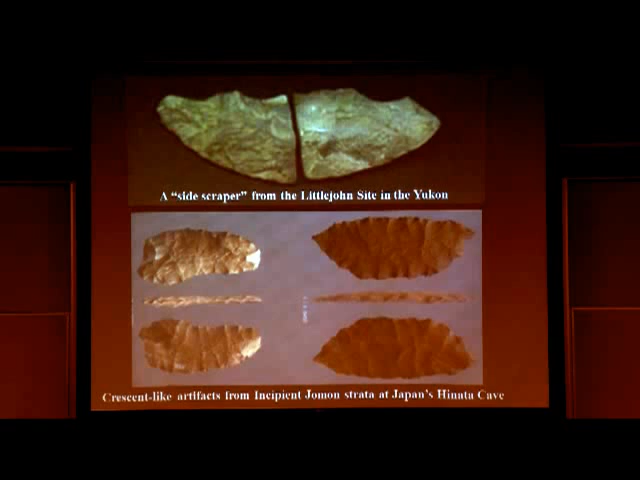 A “side scraper” from the Littlejohn Site in the Yukon
Crescent-like artifacts from Incipient Jomon strata at Japan’s Hinata Cave